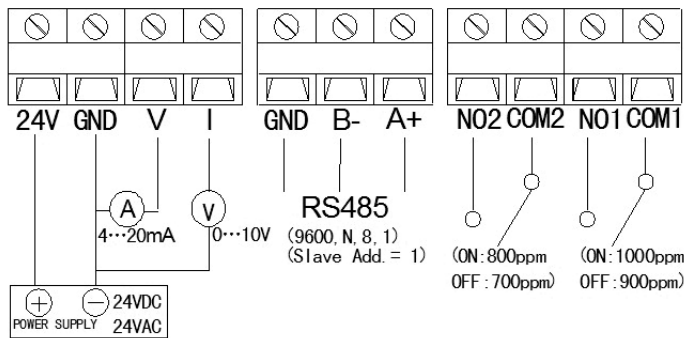 24V GND V I GND B- A+ NO2 COM2 NO1 COM1
A V RS485
4…20mA 0…10V (9600, N, 8, 1)
(Slave Add. = 1)
(ON:800ppm
OFF:700ppm)
(ON:1000ppm
OFF:900ppm)
+ − 24VDC
POWER SUPPLY 24VAC